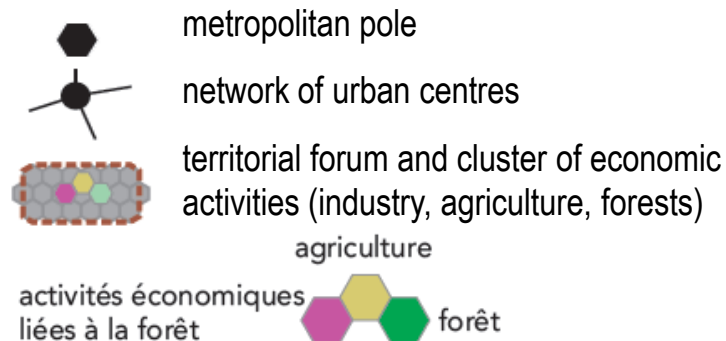 metropolitan pole
network of urban centres
territorial forum and cluster of economic
activities (industry, agriculture, forests)
agriculture
activités économiques
liées à la forêt
forêt